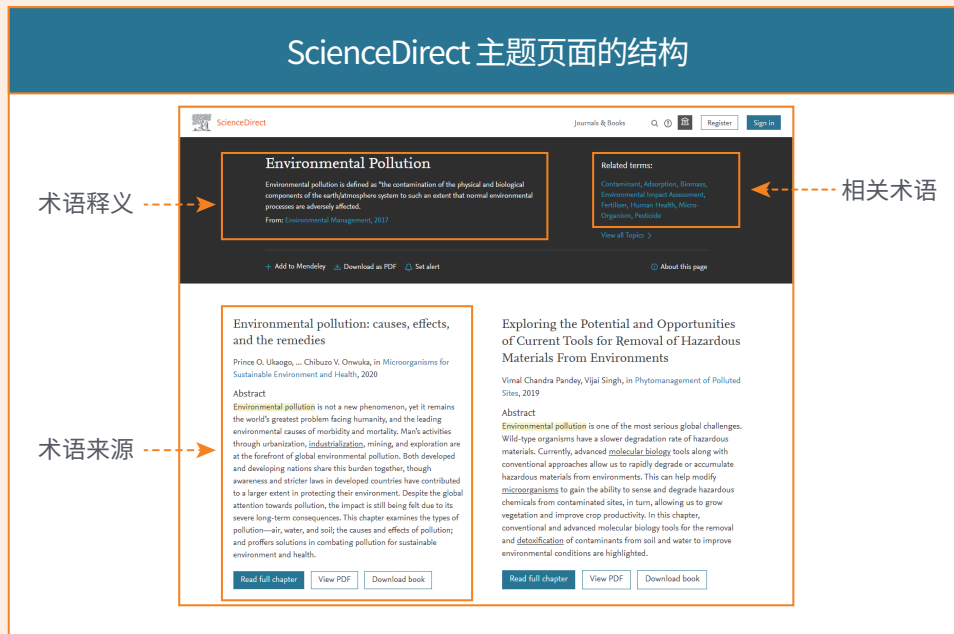 ScienceDirect 主题页面的结构
ScienceDirect
Journals & Books
Register
Sign in
术语释义
Environmental Pollution
Environmental pollution is defined as "the contamination of the physical and biological
components of the earth/atmosphere system to such an extent that normal environmental
processes are adversely affected.
From: Environmental Management, 2017
Related terms:
Contaminant, Adsorption, Biomass,
Environmental Impact Assessment,
Fertiliser, Human Health, Micro-
Organism, Pesticide
View all Topics >
相关术语
+ Add to Mendeley
Download as PDF
Set alert
About this page
术语来源
Environmental pollution: causes, effects,
and the remedies
Prince O. Ukaogo, ... Chibuzo V. Onwuka, in Microorganisms for
Sustainable Environment and Health, 2020
Abstract
Environmental pollution is not a new phenomenon, yet it remains
the world's greatest problem facing humanity, and the leading
environmental causes of morbidity and mortality. Man's activities
through urbanization, industrialization, mining, and exploration are
at the forefront of global environmental pollution. Both developed
and developing nations share this burden together, though
awareness and stricter laws in developed countries have contributed
to a larger extent in protecting their environment. Despite the global
attention towards pollution, the impact is still being felt due to its
severe long-term consequences. This chapter examines the types of
pollution—air, water, and soil; the causes and effects of pollution;
and proffers solutions in combating pollution for sustainable
environment and health.
Read full chapter
View PDF
Download book
Exploring the Potential and Opportunities
of Current Tools for Removal of Hazardous
Materials From Environments
Vimal Chandra Pandey, Vijai Singh, in Phytomanagement of Polluted
Sites, 2019
Abstract
Environmental pollution is one of the most serious global challenges.
Wild-type organisms have a slower degradation rate of hazardous
materials. Currently, advanced molecular biology tools along with
conventional approaches allow us to rapidly degrade or accumulate
hazardous materials from environments. This can help modify
microorganisms to gain the ability to sense and degrade hazardous
chemicals from contaminated sites, in turn, allowing us to grow
vegetation and improve crop productivity. In this chapter,
conventional and advanced molecular biology tools for the removal
and detoxification of contaminants from soil and water to improve
environmental conditions are highlighted.
Read full chapter
View PDF
Download book